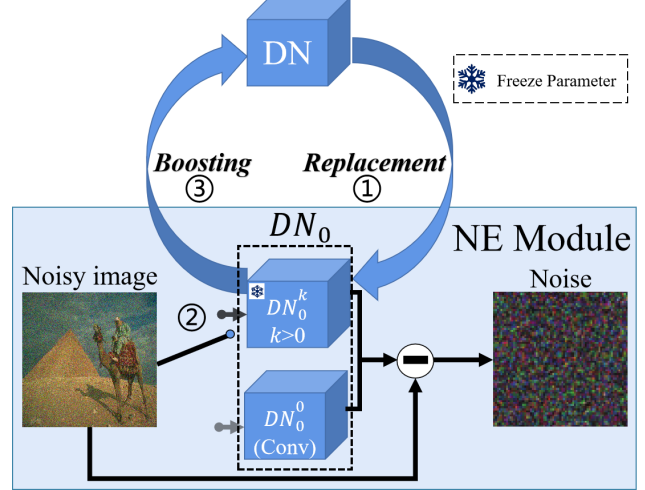 DN
Freeze Parameter
Boosting
③
Replacement
①
DN₀
NE Module
Noisy image
Noise
②
DN₀ᵏ
k>0
DN₀⁰
(Conv)